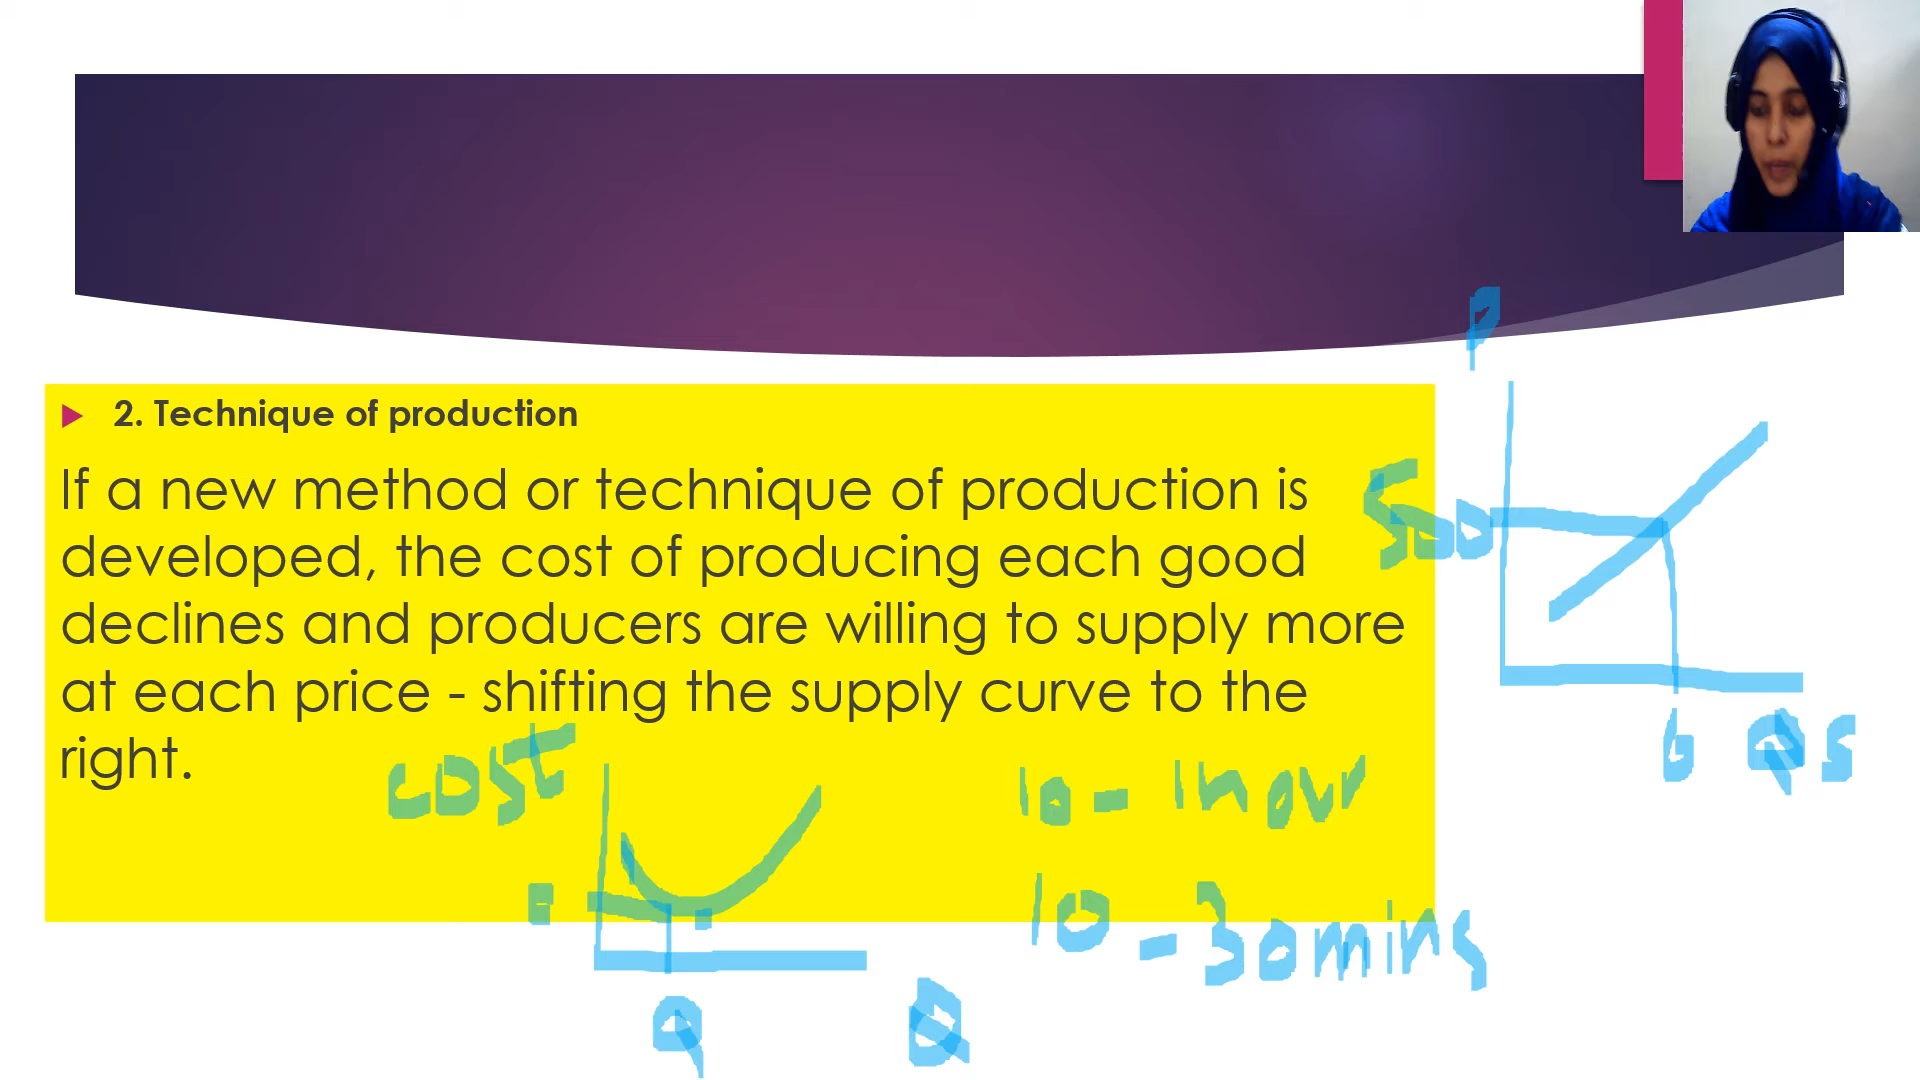 2. Technique of production
If a new method or technique of production is
developed, the cost of producing each good
declines and producers are willing to supply more
at each price - shifting the supply curve to the
right.
P
500
6 QS
cost
10 - 1 hour
10 - 30 mins
Q
Q